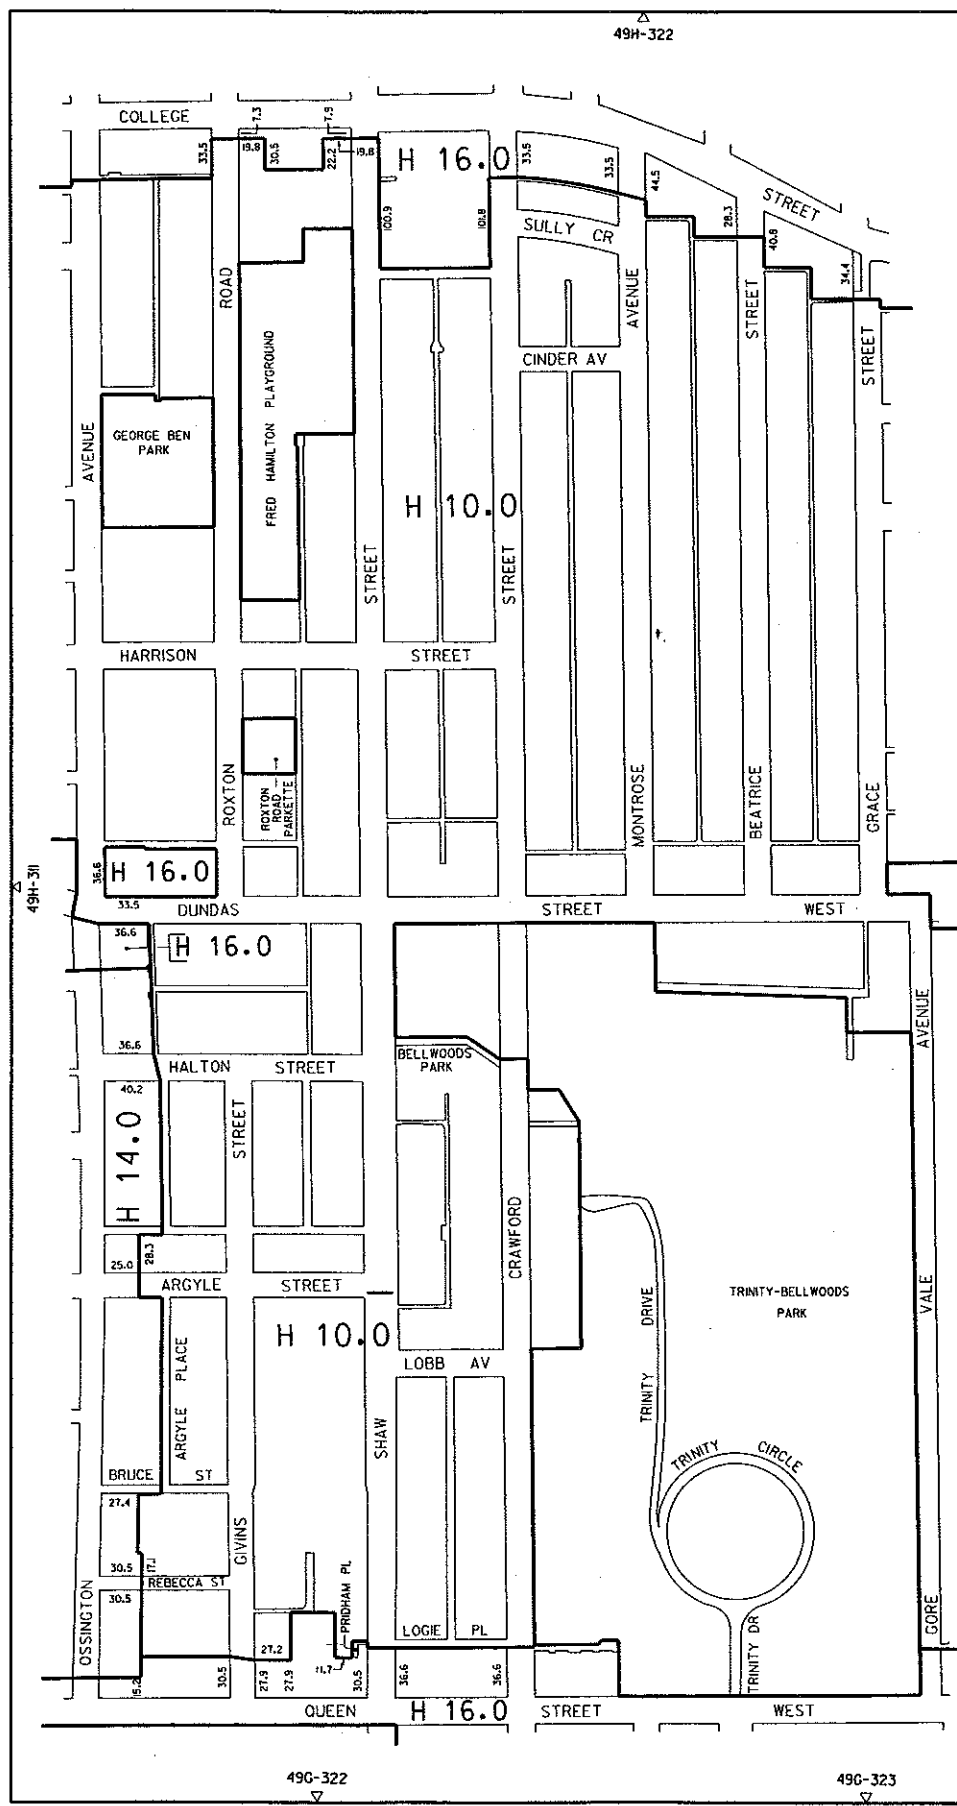 49H-322
COLLEGE
7.3
7.9
33.5
19.8
30.5
22.2
19.8
H 16.0
33.5
33.5
44.5
28.3
STREET
40.8
34.4
100.9
101.8
SULLY CR
ROAD
AVENUE
STREET
STREET
CINDER AV
FRED HAMILTON PLAYGROUND
GEORGE BEN
PARK
AVENUE
H 10.0
STREET
STREET
HARRISON
STREET
ROXTON
ROXTON
ROAD
PARKETTE
MONTROSE
BEATRICE
GRACE
49H-311
36.6
H 16.0
33.5
DUNDAS
STREET
WEST
36.6
H 16.0
36.6
HALTON
STREET
BELLWOODS
PARK
AVENUE
40.2
H 14.0
STREET
CRAWFORD
25.0
28.3
ARGYLE
STREET
TRINITY-BELLWOODS
PARK
VALE
DRIVE
TRINITY
H 10.0
LOBB AV
ARGYLE PLACE
SHAW
TRINITY CIRCLE
BRUCE ST
27.4
GIVINS
30.5
17.1
REBECCA ST
30.5
PRIDHAM PL
OSSINGTON
LOGIE PL
TRINITY DR
GORE
27.2
11.7
15.2
30.5
27.9
27.9
30.5
36.6
36.6
QUEEN
H 16.0
STREET
WEST
49G-322
49G-323